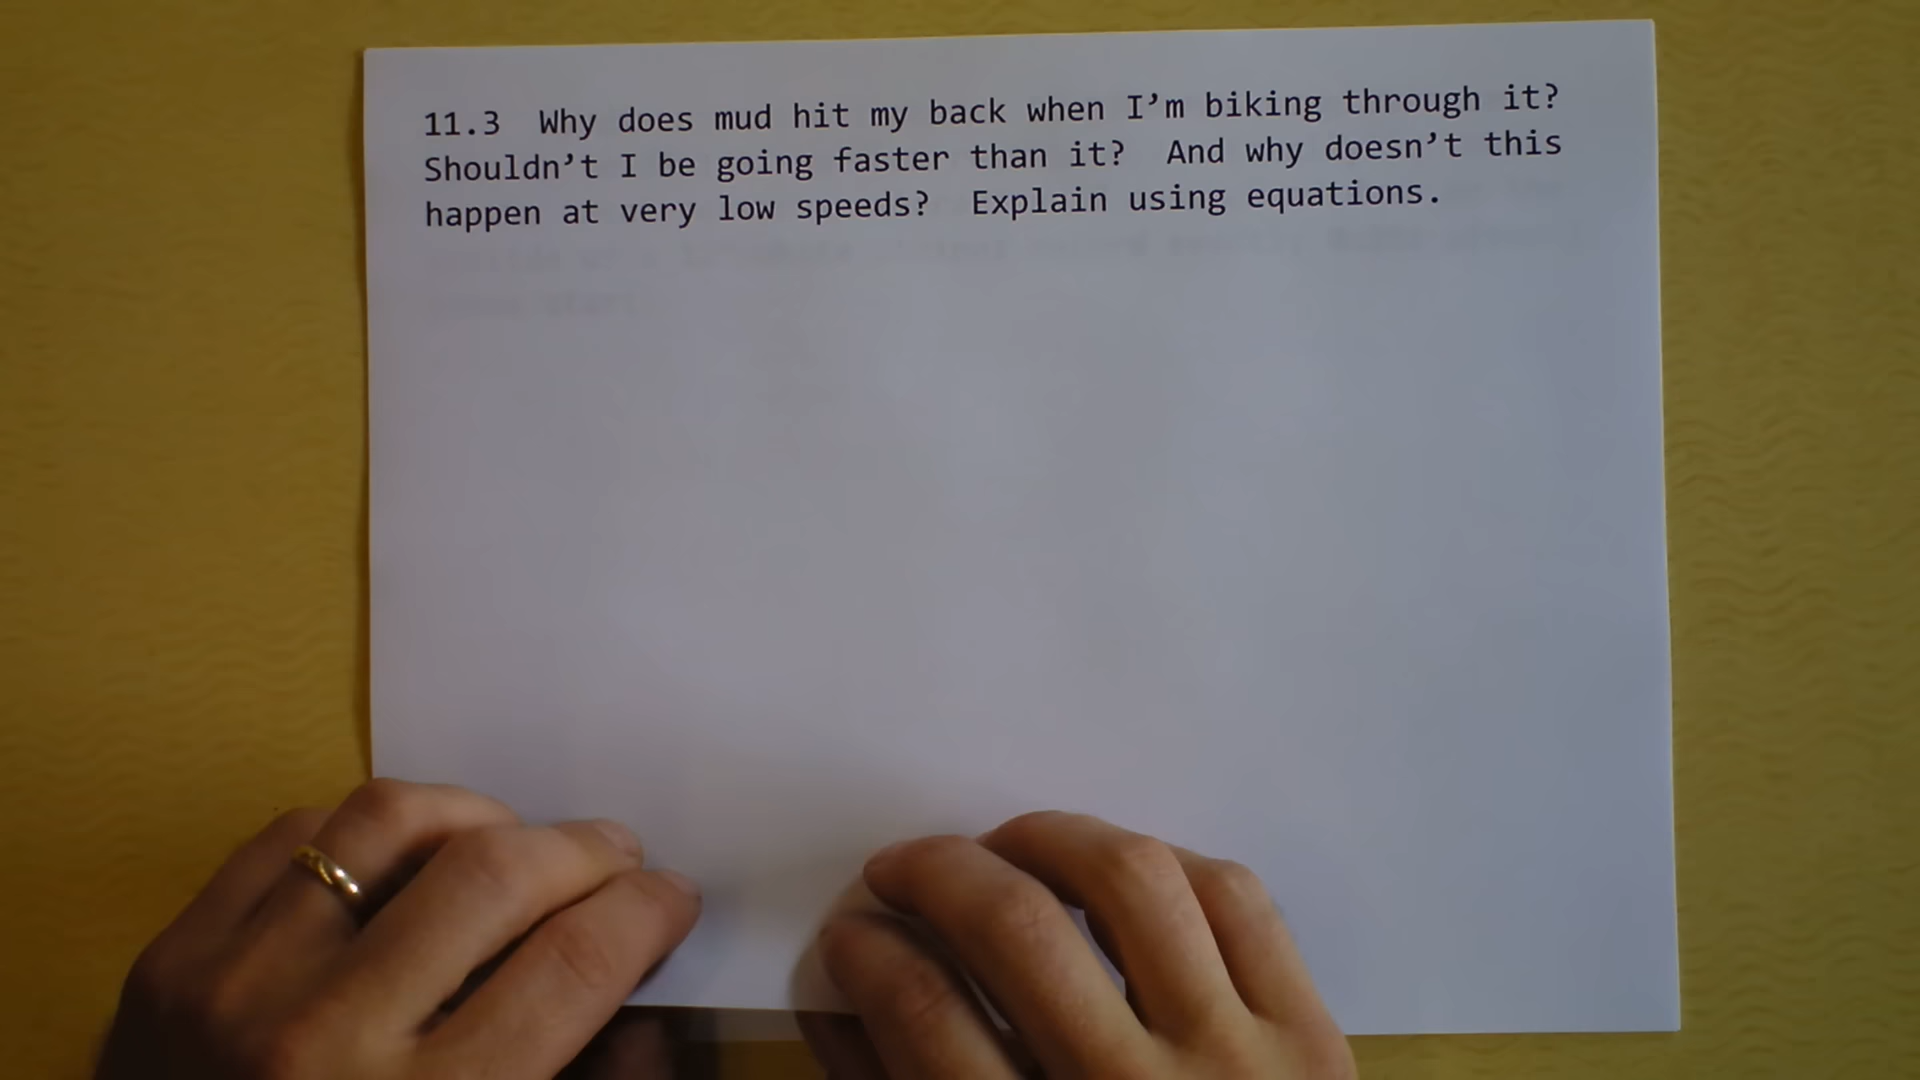 11.3  Why does mud hit my back when I’m biking through it?
Shouldn’t I be going faster than it?  And why doesn’t this
happen at very low speeds?  Explain using equations.